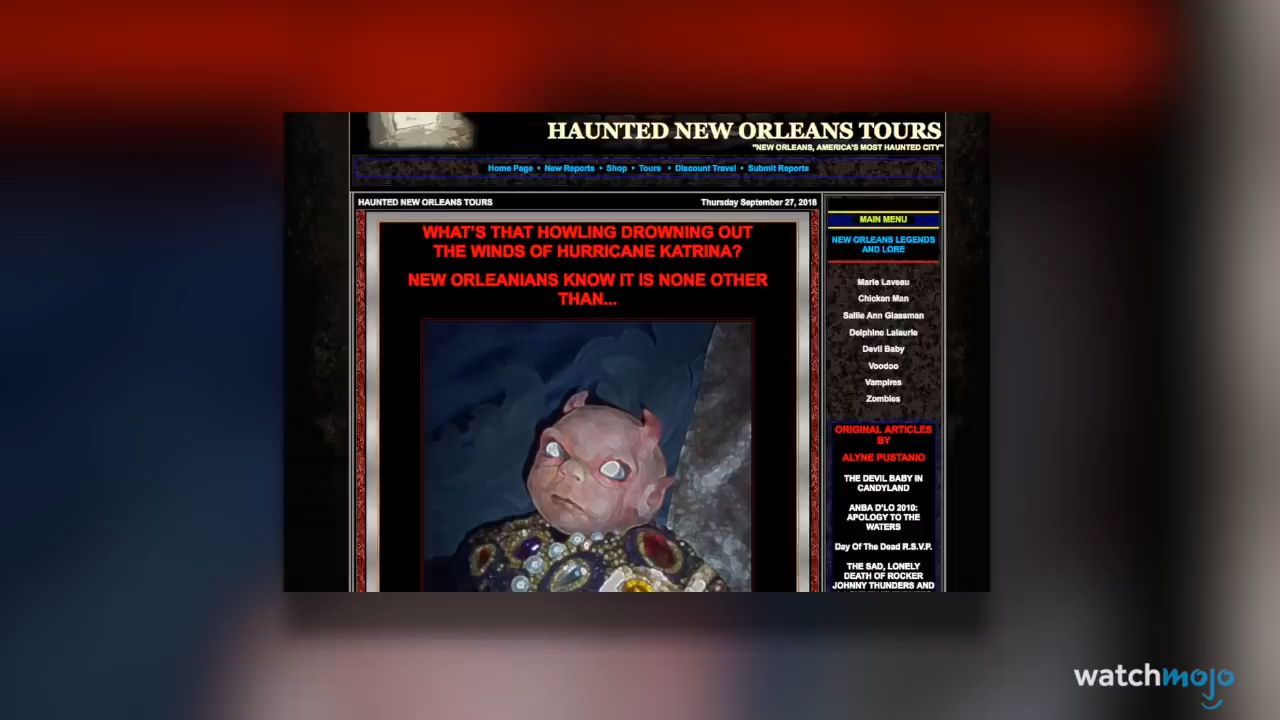 HAUNTED NEW ORLEANS TOURS
"NEW ORLEANS, AMERICA'S MOST HAUNTED CITY"
Home Page • New Reports • Shop • Tours • Discount Travel • Submit Reports
HAUNTED NEW ORLEANS TOURS
Thursday September 27, 2018
WHAT'S THAT HOWLING DROWNING OUT
THE WINDS OF HURRICANE KATRINA?
NEW ORLEANIANS KNOW IT IS NONE OTHER
THAN...
MAIN MENU
NEW ORLEANS LEGENDS
AND LORE
Marie Laveau
Chicken Man
Sallie Ann Glassman
Delphine Lalaurie
Devil Baby
Voodoo
Vampires
Zombies
ORIGINAL ARTICLES
BY
ALYNE PUSTANIO
THE DEVIL BABY IN
CANDYLAND
ANBA D'LO 2010:
APOLOGY TO THE
WATERS
Day Of The Dead R.S.V.P.
THE SAD, LONELY
DEATH OF ROCKER
JOHNNY THUNDERS AND
watchmojo